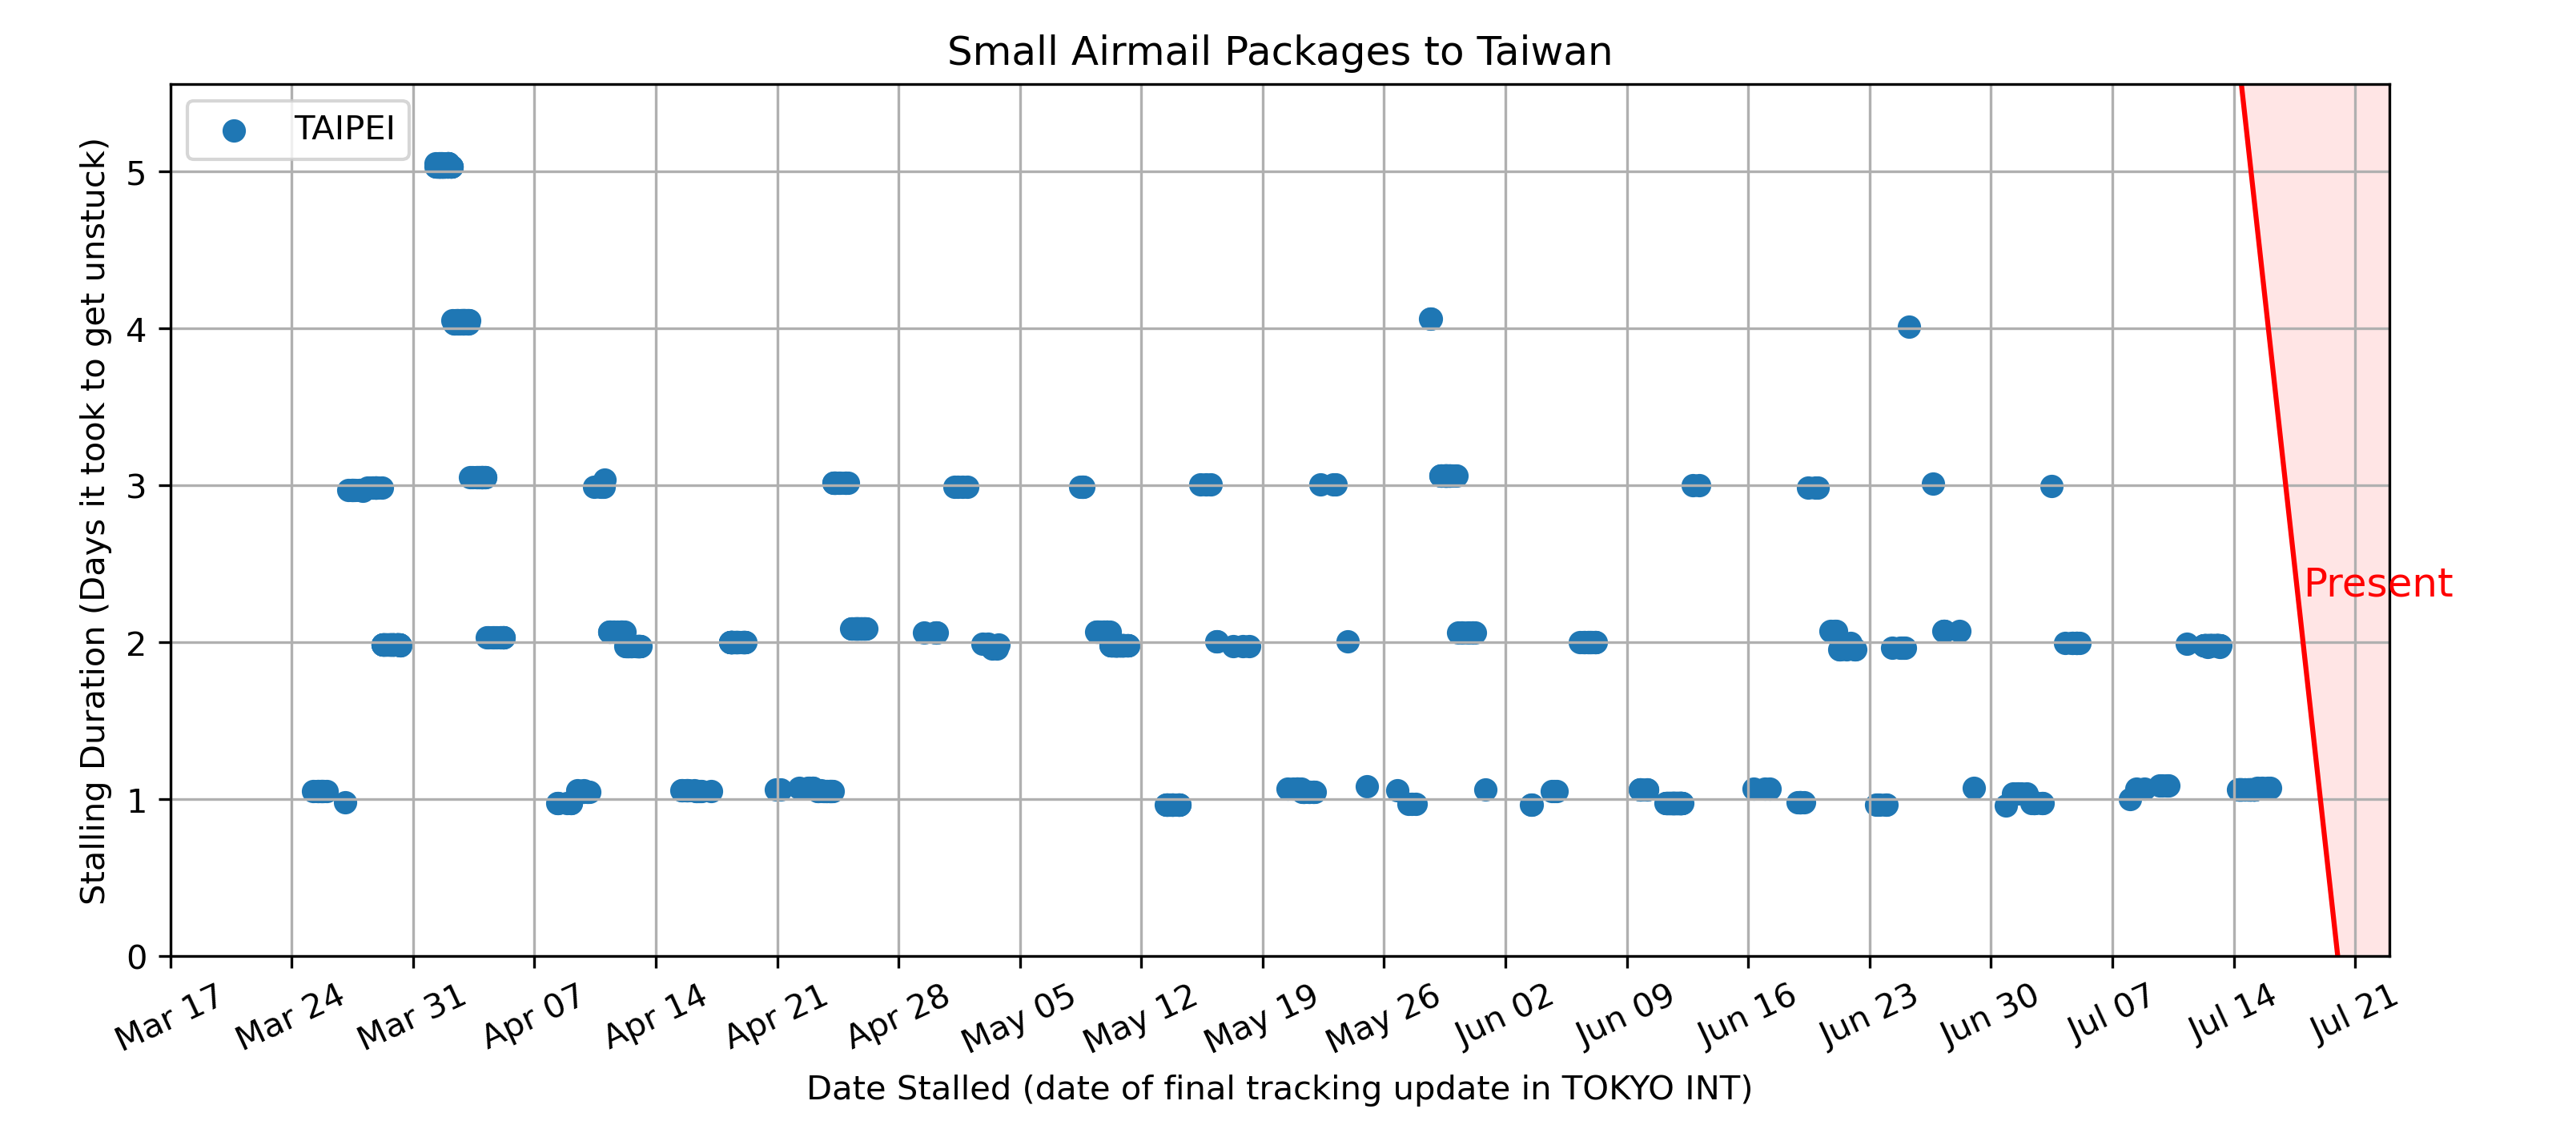 Small Airmail Packages to Taiwan
TAIPEI
Stalling Duration (Days it took to get unstuck)
5
4
3
2
1
0
Present
Mar 17
Mar 24
Mar 31
Apr 07
Apr 14
Apr 21
Apr 28
May 05
May 12
May 19
May 26
Jun 02
Jun 09
Jun 16
Jun 23
Jun 30
Jul 07
Jul 14
Jul 21
Date Stalled (date of final tracking update in TOKYO INT)